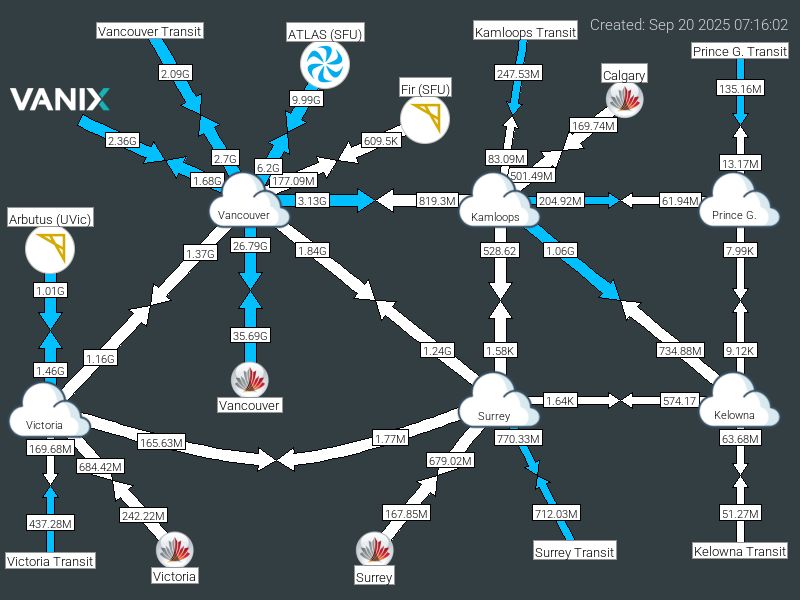 Created: Sep 20 2025 07:16:02
Vancouver Transit
ATLAS (SFU)
Kamloops Transit
Prince G. Transit
2.09G
247.53M
Calgary
135.16M
VANIX
9.99G
Fir (SFU)
169.74M
2.36G
609.5K
2.7G
6.2G
83.09M
13.17M
1.68G
177.09M
501.49M
3.13G
819.3M
204.92M
61.94M
Arbutus (UVic)
Vancouver
Kamloops
Prince G.
1.37G
26.79G
1.84G
528.62
1.06G
7.99K
1.01G
35.69G
1.16G
1.24G
1.58K
734.88M
9.12K
1.46G
Vancouver
1.64K
574.17
Victoria
Surrey
Kelowna
169.68M
165.63M
1.77M
770.33M
63.68M
684.42M
679.02M
437.28M
242.22M
167.85M
712.03M
51.27M
Victoria Transit
Victoria
Surrey
Surrey Transit
Kelowna Transit